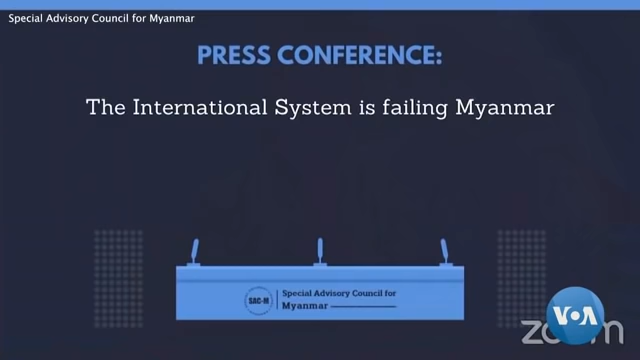 Special Advisory Council for Myanmar
PRESS CONFERENCE:
The International System is failing Myanmar
SAC-M
Special Advisory Council for
Myanmar
VOA
zoom